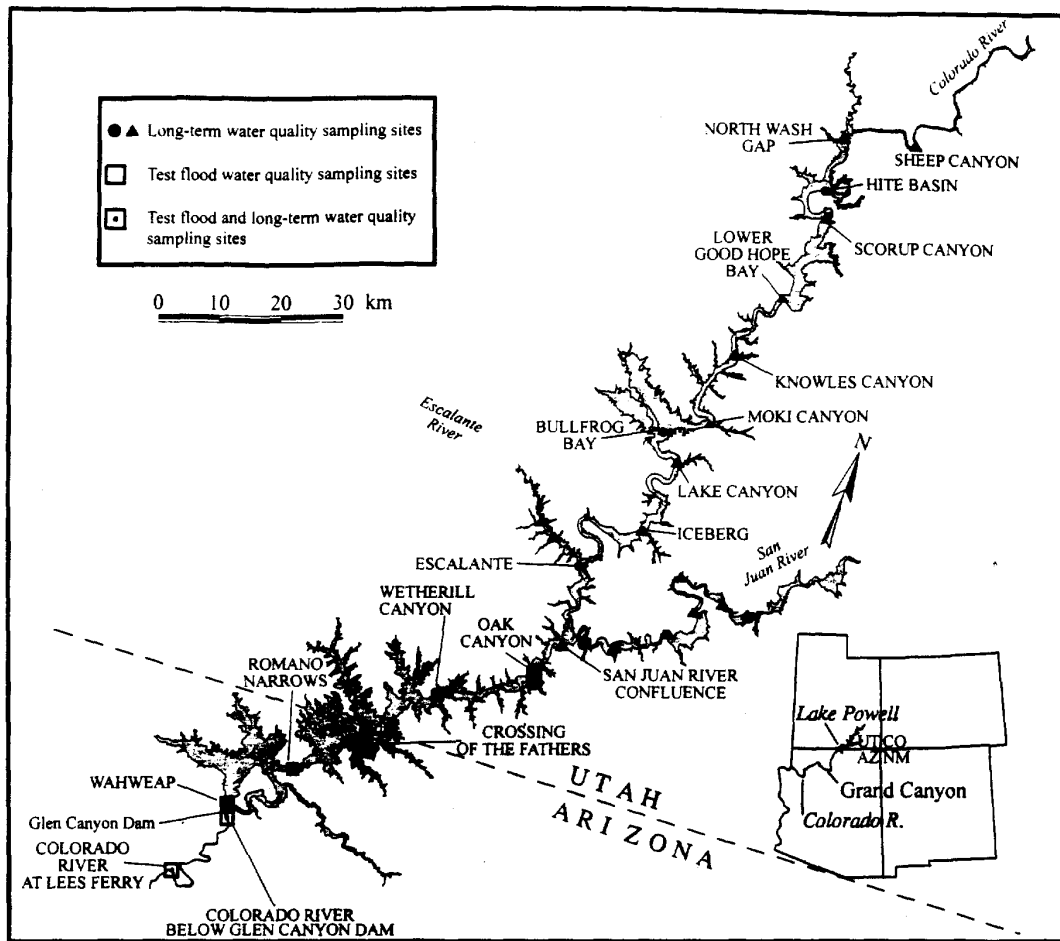 Colorado River
NORTH WASH
GAP
SHEEP CANYON
HITE BASIN
SCORUP CANYON
LOWER
GOOD HOPE
BAY
KNOWLES CANYON
MOKI CANYON
BULLFROG
BAY
LAKE CANYON
ICEBERG
Escalante
River
N
San
Juan River
ESCALANTE
WETHERILL
CANYON
OAK
CANYON
SAN JUAN RIVER
CONFLUENCE
ROMANO
NARROWS
CROSSING
OF THE FATHERS
WAHWEAP
Glen Canyon Dam
COLORADO
RIVER
AT LEES FERRY
COLORADO RIVER
BELOW GLEN CANYON DAM
UTAH
ARIZONA
Long-term water quality sampling sites
Test flood water quality sampling sites
Test flood and long-term water quality
sampling sites
0 10 20 30 km
Lake Powell
UT CO
AZ NM
Grand Canyon
Colorado R.